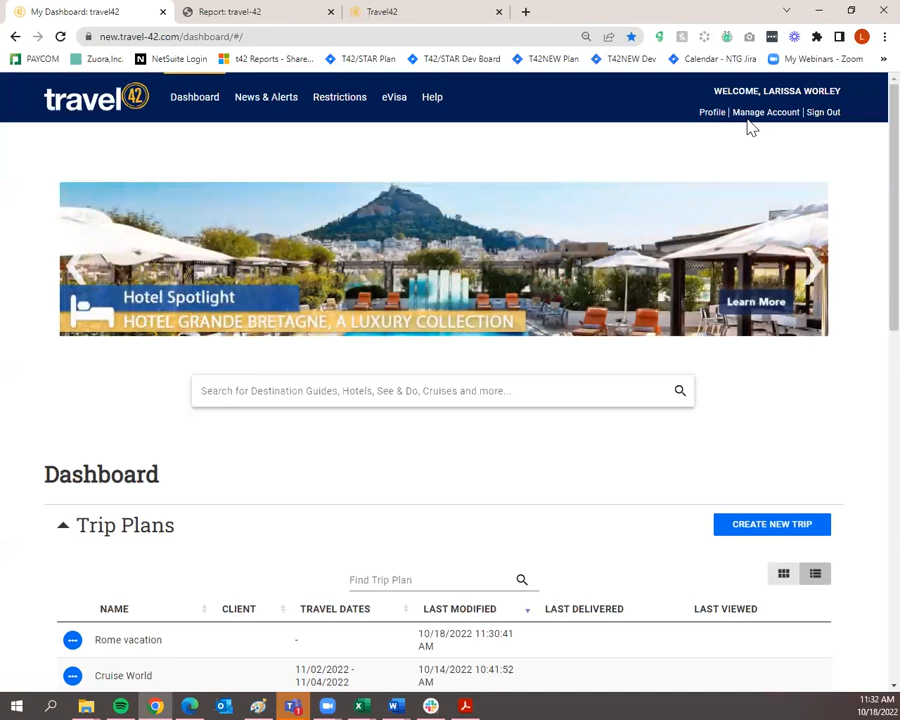 My Dashboard: travel42
Report: travel-42
Travel42
new.travel-42.com/dashboard/#/
PAYCOM
Zuora,Inc.
NetSuite Login
t42 Reports - Share...
T42/STAR Plan
T42/STAR Dev Board
T42NEW Plan
T42NEW Dev
Calendar - NTG Jira
My Webinars - Zoom
travel42
Dashboard
News & Alerts
Restrictions
eVisa
Help
WELCOME, LARISSA WORLEY
Profile | Manage Account | Sign Out
Hotel Spotlight
HOTEL GRANDE BRETAGNE, A LUXURY COLLECTION
Learn More
Search for Destination Guides, Hotels, See & Do, Cruises and more...
Dashboard
Trip Plans
CREATE NEW TRIP
Find Trip Plan
NAME CLIENT TRAVEL DATES LAST MODIFIED LAST DELIVERED LAST VIEWED
Rome vacation - 10/18/2022 11:30:41 AM
Cruise World 11/02/2022 - 11/04/2022 10/14/2022 10:41:52 AM
11:32 AM
10/18/2022